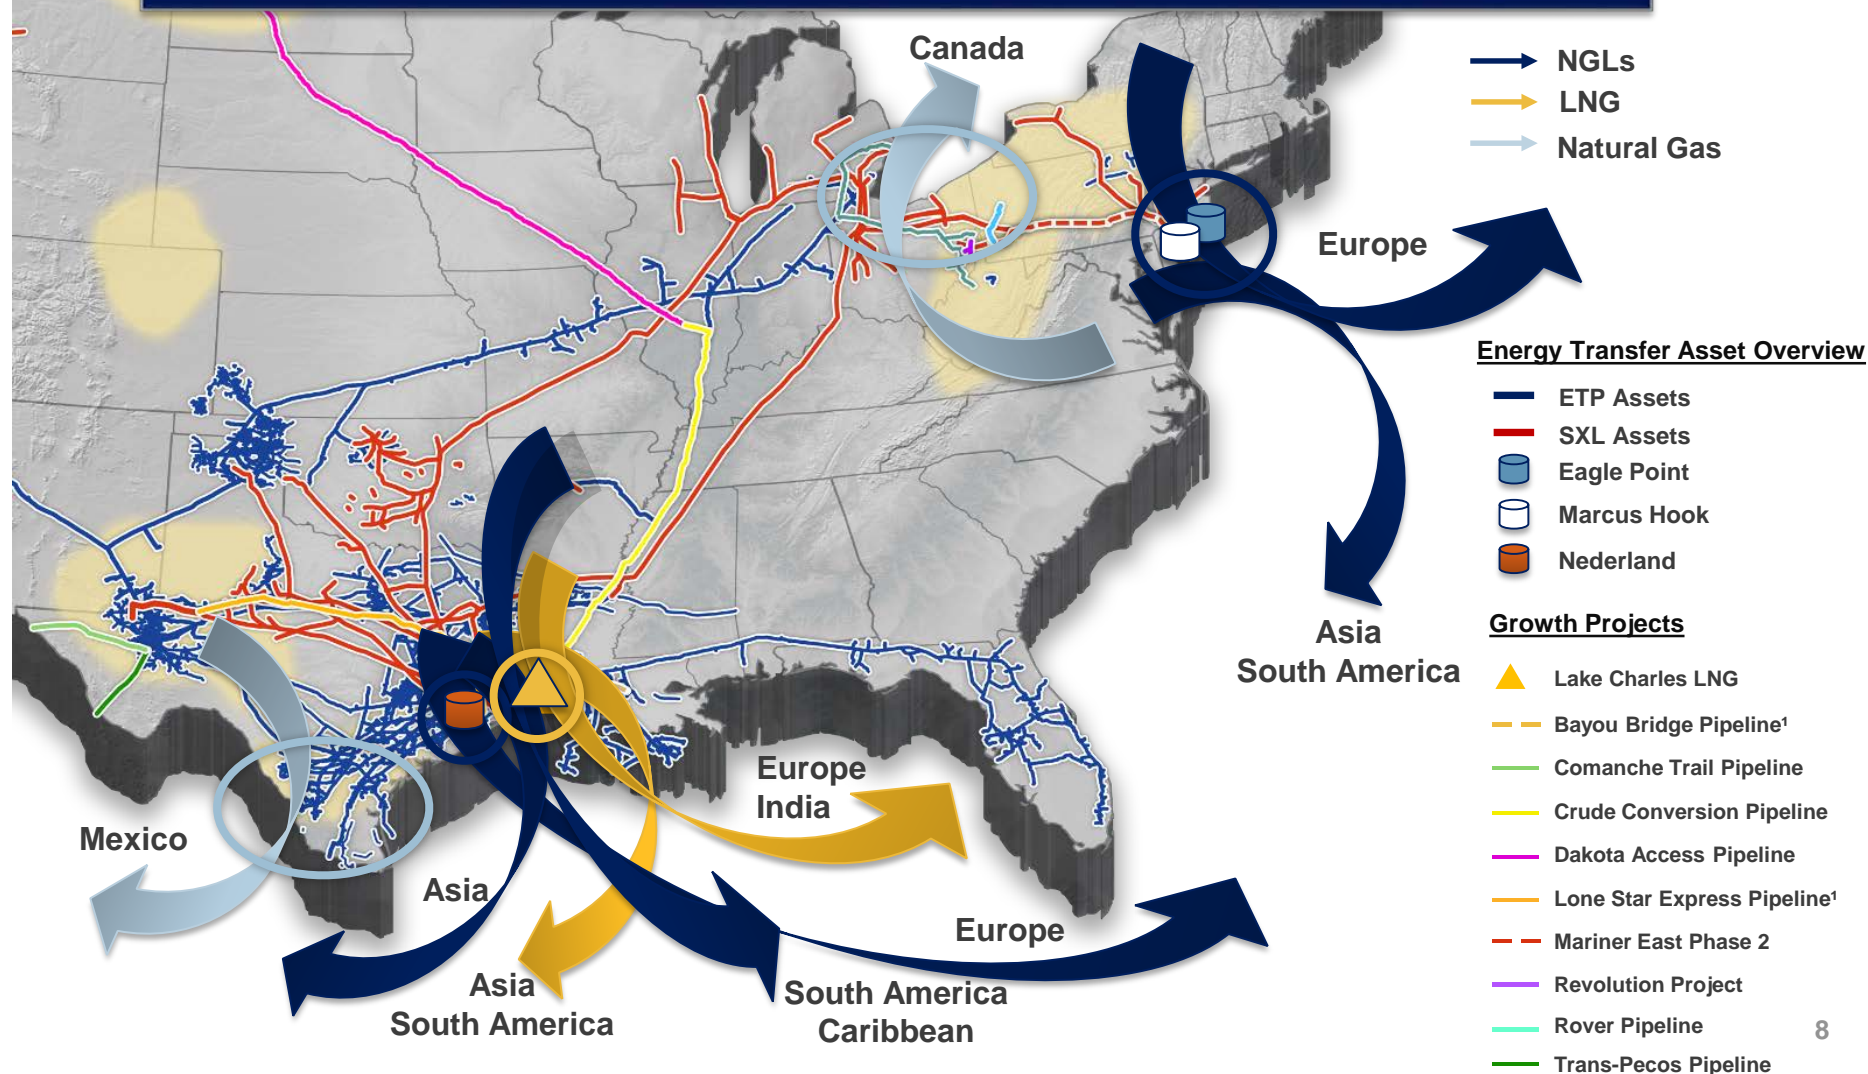 Canada
NGLs
LNG
Natural Gas
Europe
Energy Transfer Asset Overview
ETP Assets
SXL Assets
Eagle Point
Marcus Hook
Nederland
Asia
South America
Growth Projects
Lake Charles LNG
Bayou Bridge Pipeline¹
Comanche Trail Pipeline
Crude Conversion Pipeline
Dakota Access Pipeline
Lone Star Express Pipeline¹
Mariner East Phase 2
Revolution Project
Rover Pipeline
Trans-Pecos Pipeline
Europe
India
Mexico
Asia
Europe
Asia
South America
South America
Caribbean
8